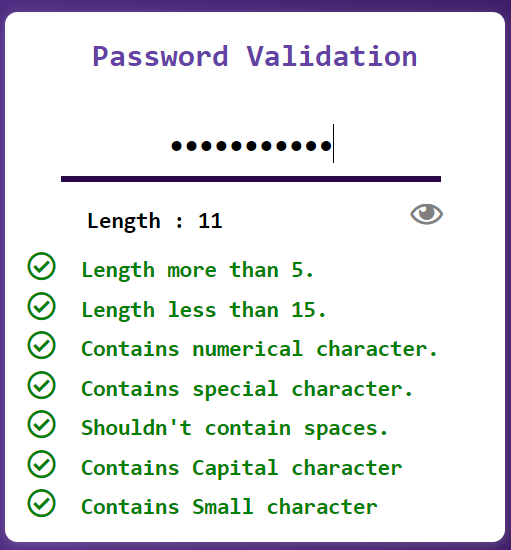 Password Validation
•••••••••••
Length : 11
Length more than 5.
Length less than 15.
Contains numerical character.
Contains special character.
Shouldn't contain spaces.
Contains Capital character
Contains Small character